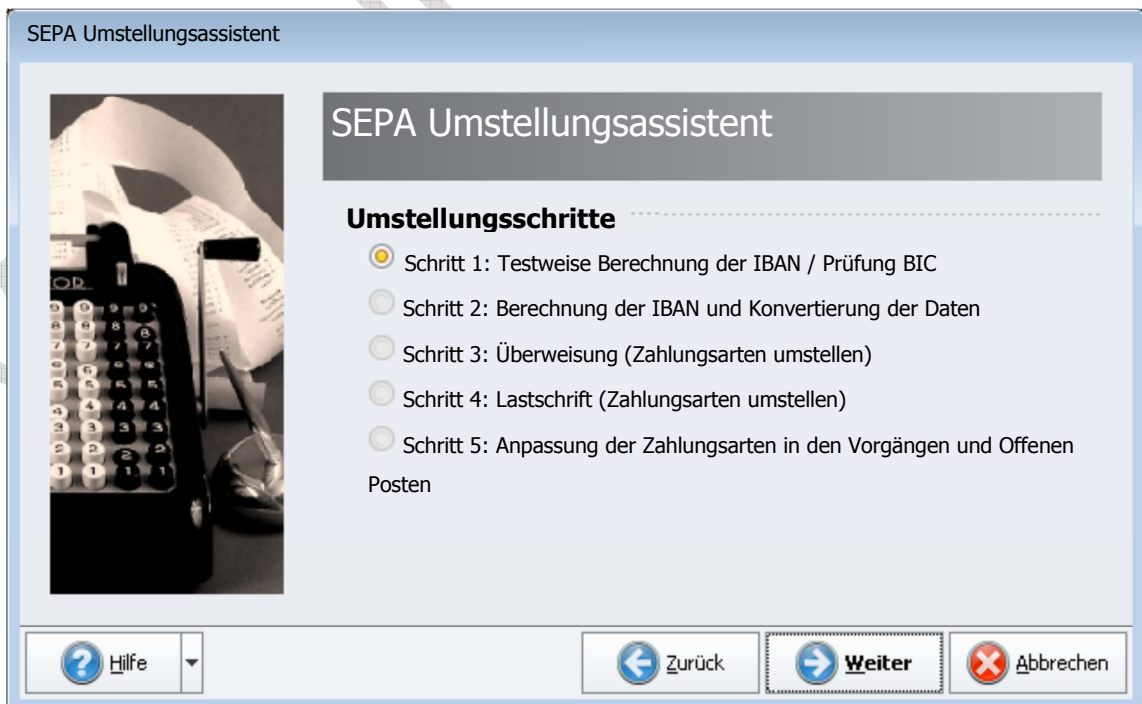 SEPA Umstellungsassistent
SEPA Umstellungsassistent
Umstellungsschritte
Schritt 1: Testweise Berechnung der IBAN / Prüfung BIC
Schritt 2: Berechnung der IBAN und Konvertierung der Daten
Schritt 3: Überweisung (Zahlungsarten umstellen)
Schritt 4: Lastschrift (Zahlungsarten umstellen)
Schritt 5: Anpassung der Zahlungsarten in den Vorgängen und Offenen
Posten
Hilfe
Zurück
Weiter
Abbrechen